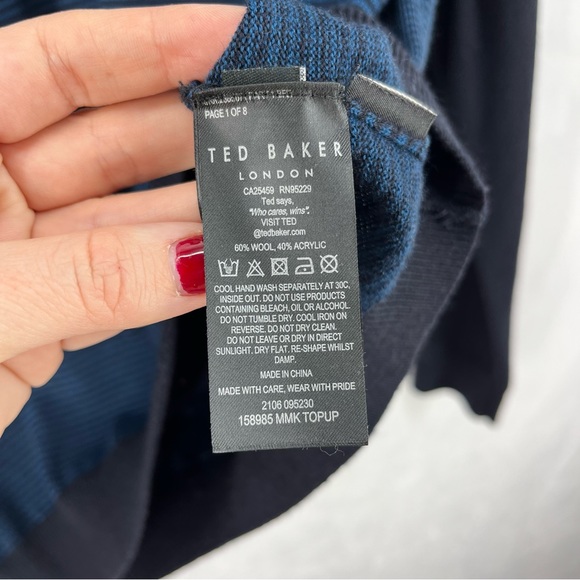 PAGE 1 OF 8
TED BAKER
LONDON
CA25459 RN95229
Ted says,
"Who cares, wins".
VISIT TED
@tedbaker.com
60% WOOL, 40% ACRYLIC
COOL HAND WASH SEPARATELY AT 30C,
INSIDE OUT. DO NOT USE PRODUCTS
CONTAINING BLEACH, OIL OR ALCOHOL.
DO NOT TUMBLE DRY. COOL IRON ON
REVERSE. DO NOT DRY CLEAN.
DO NOT LEAVE OR DRY IN DIRECT
SUNLIGHT. DRY FLAT. RE-SHAPE WHILST
DAMP.
MADE IN CHINA
MADE WITH CARE, WEAR WITH PRIDE
2106 095230
158985 MMK TOPUP